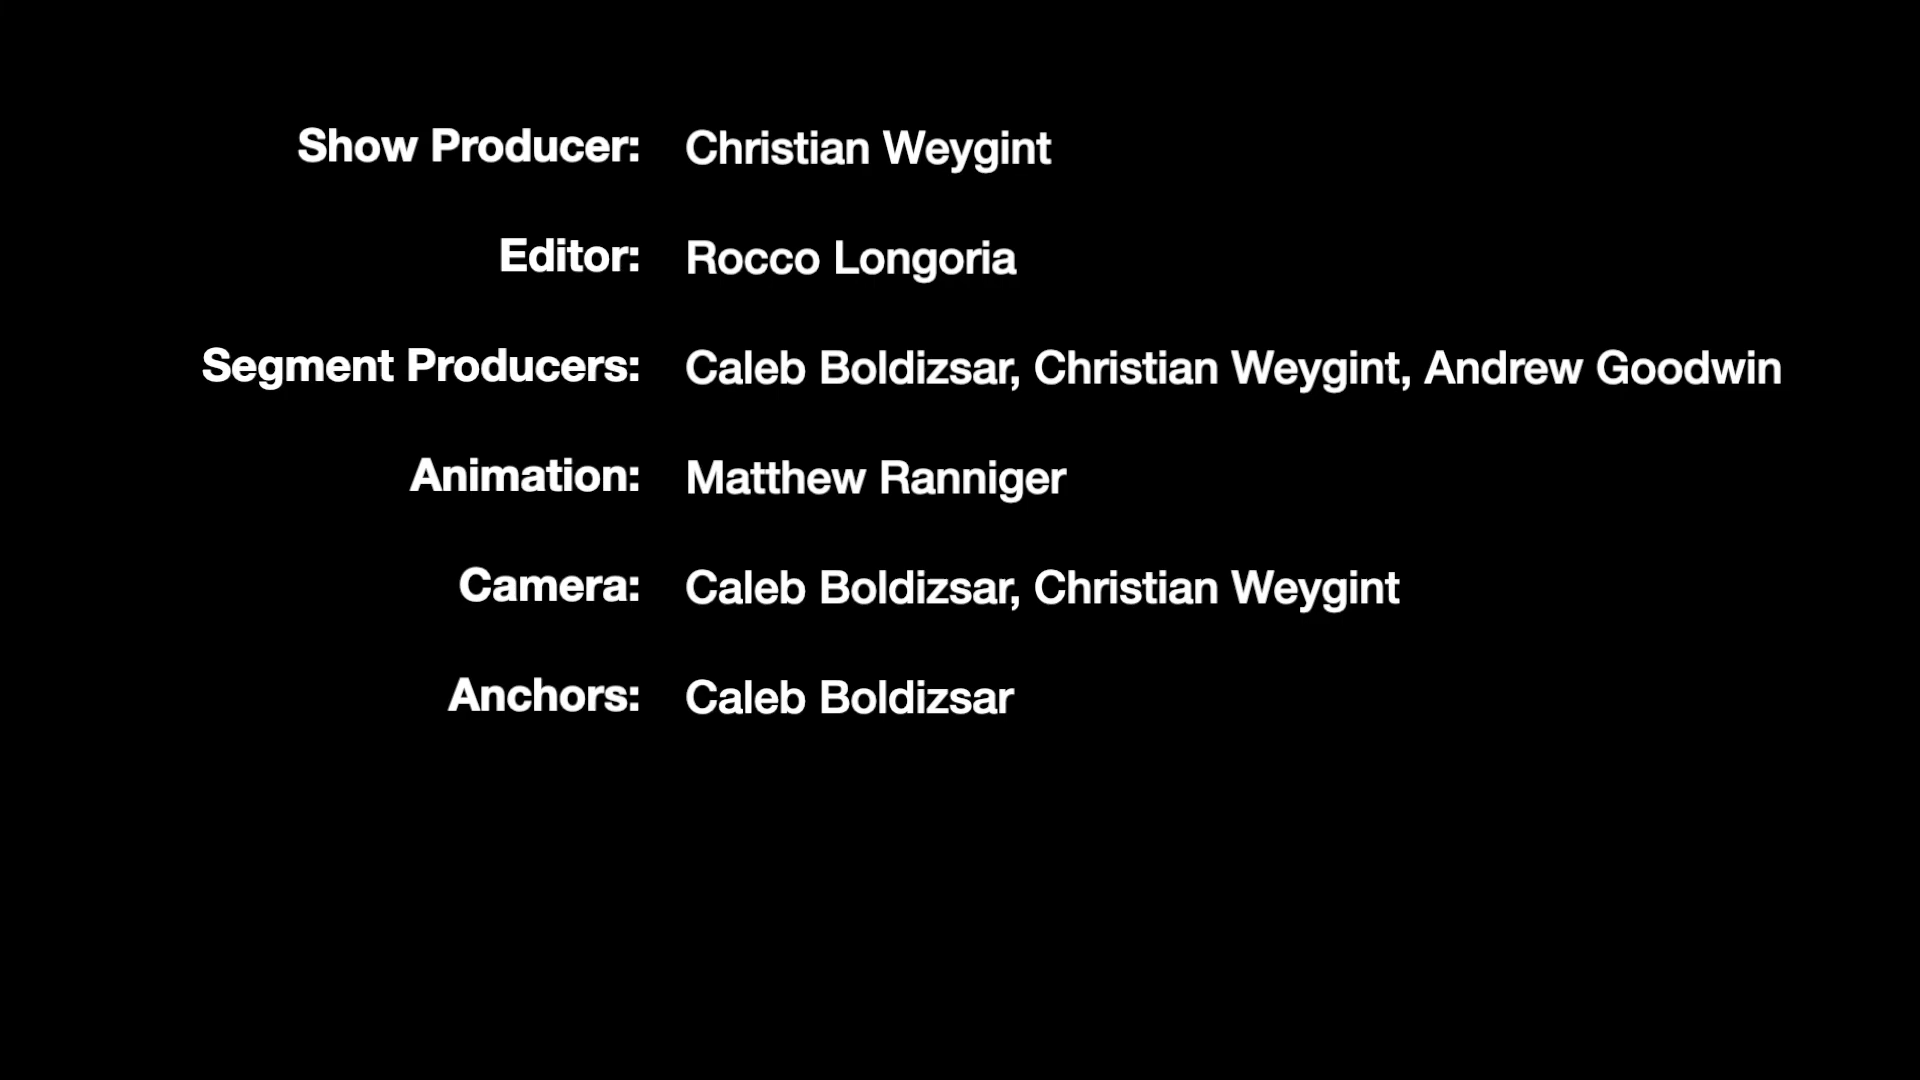 Show Producer: Christian Weygint
Editor: Rocco Longoria
Segment Producers: Caleb Boldizsar, Christian Weygint, Andrew Goodwin
Animation: Matthew Ranniger
Camera: Caleb Boldizsar, Christian Weygint
Anchors: Caleb Boldizsar